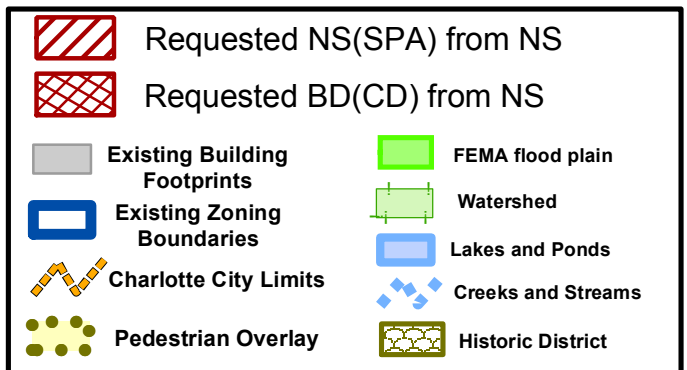 Requested NS(SPA) from NS
Requested BD(CD) from NS
Existing Building
Footprints
Existing Zoning
Boundaries
Charlotte City Limits
Pedestrian Overlay
FEMA flood plain
Watershed
Lakes and Ponds
Creeks and Streams
Historic District